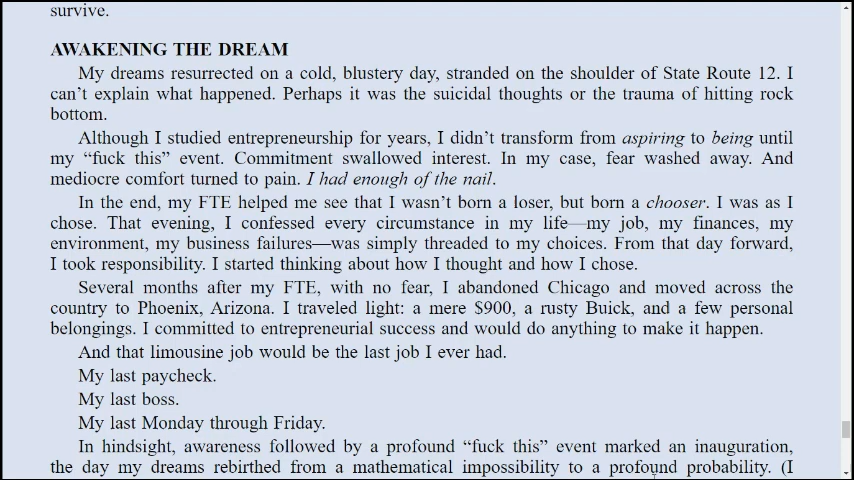 survive.
AWAKENING THE DREAM
My dreams resurrected on a cold, blustery day, stranded on the shoulder of State Route 12. I
can’t explain what happened. Perhaps it was the suicidal thoughts or the trauma of hitting rock
bottom.
Although I studied entrepreneurship for years, I didn’t transform from aspiring to being until
my “fuck this” event. Commitment swallowed interest. In my case, fear washed away. And
mediocre comfort turned to pain. I had enough of the nail.
In the end, my FTE helped me see that I wasn’t born a loser, but born a chooser. I was as I
chose. That evening, I confessed every circumstance in my life—my job, my finances, my
environment, my business failures—was simply threaded to my choices. From that day forward,
I took responsibility. I started thinking about how I thought and how I chose.
Several months after my FTE, with no fear, I abandoned Chicago and moved across the
country to Phoenix, Arizona. I traveled light: a mere $900, a rusty Buick, and a few personal
belongings. I committed to entrepreneurial success and would do anything to make it happen.
And that limousine job would be the last job I ever had.
My last paycheck.
My last boss.
My last Monday through Friday.
In hindsight, awareness followed by a profound “fuck this” event marked an inauguration,
the day my dreams rebirthed from a mathematical impossibility to a profound probability. (I